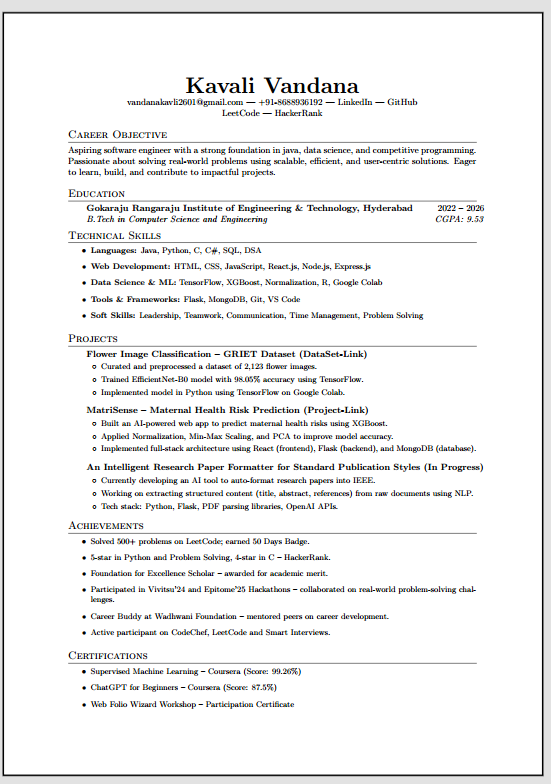 Kavali Vandana
vandanakavli2601@gmail.com — +91-8688936192 — LinkedIn — GitHub
LeetCode — HackerRank
Career Objective
Aspiring software engineer with a strong foundation in java, data science, and competitive programming.
Passionate about solving real-world problems using scalable, efficient, and user-centric solutions. Eager
to learn, build, and contribute to impactful projects.
Education
Gokaraju Rangaraju Institute of Engineering & Technology, Hyderabad 2022 – 2026
B.Tech in Computer Science and Engineering CGPA: 9.53
Technical Skills
• Languages: Java, Python, C, C#, SQL, DSA
• Web Development: HTML, CSS, JavaScript, React.js, Node.js, Express.js
• Data Science & ML: TensorFlow, XGBoost, Normalization, R, Google Colab
• Tools & Frameworks: Flask, MongoDB, Git, VS Code
• Soft Skills: Leadership, Teamwork, Communication, Time Management, Problem Solving
Projects
Flower Image Classification – GRIET Dataset (DataSet-Link)
◦ Curated and preprocessed a dataset of 2,123 flower images.
◦ Trained EfficientNet-B0 model with 98.05% accuracy using TensorFlow.
◦ Implemented model in Python using TensorFlow on Google Colab.
MatriSense – Maternal Health Risk Prediction (Project-Link)
◦ Built an AI-powered web app to predict maternal health risks using XGBoost.
◦ Applied Normalization, Min-Max Scaling, and PCA to improve model accuracy.
◦ Implemented full-stack architecture using React (frontend), Flask (backend), and MongoDB (database).
An Intelligent Research Paper Formatter for Standard Publication Styles (In Progress)
◦ Currently developing an AI tool to auto-format research papers into IEEE.
◦ Working on extracting structured content (title, abstract, references) from raw documents using NLP.
◦ Tech stack: Python, Flask, PDF parsing libraries, OpenAI APIs.
Achievements
• Solved 500+ problems on LeetCode; earned 50 Days Badge.
• 5-star in Python and Problem Solving, 4-star in C – HackerRank.
• Foundation for Excellence Scholar – awarded for academic merit.
• Participated in Vivitsu'24 and Epitome'25 Hackathons – collaborated on real-world problem-solving chal-
lenges.
• Career Buddy at Wadhwani Foundation – mentored peers on career development.
• Active participant on CodeChef, LeetCode and Smart Interviews.
Certifications
• Supervised Machine Learning – Coursera (Score: 99.26%)
• ChatGPT for Beginners – Coursera (Score: 87.5%)
• Web Folio Wizard Workshop – Participation Certificate